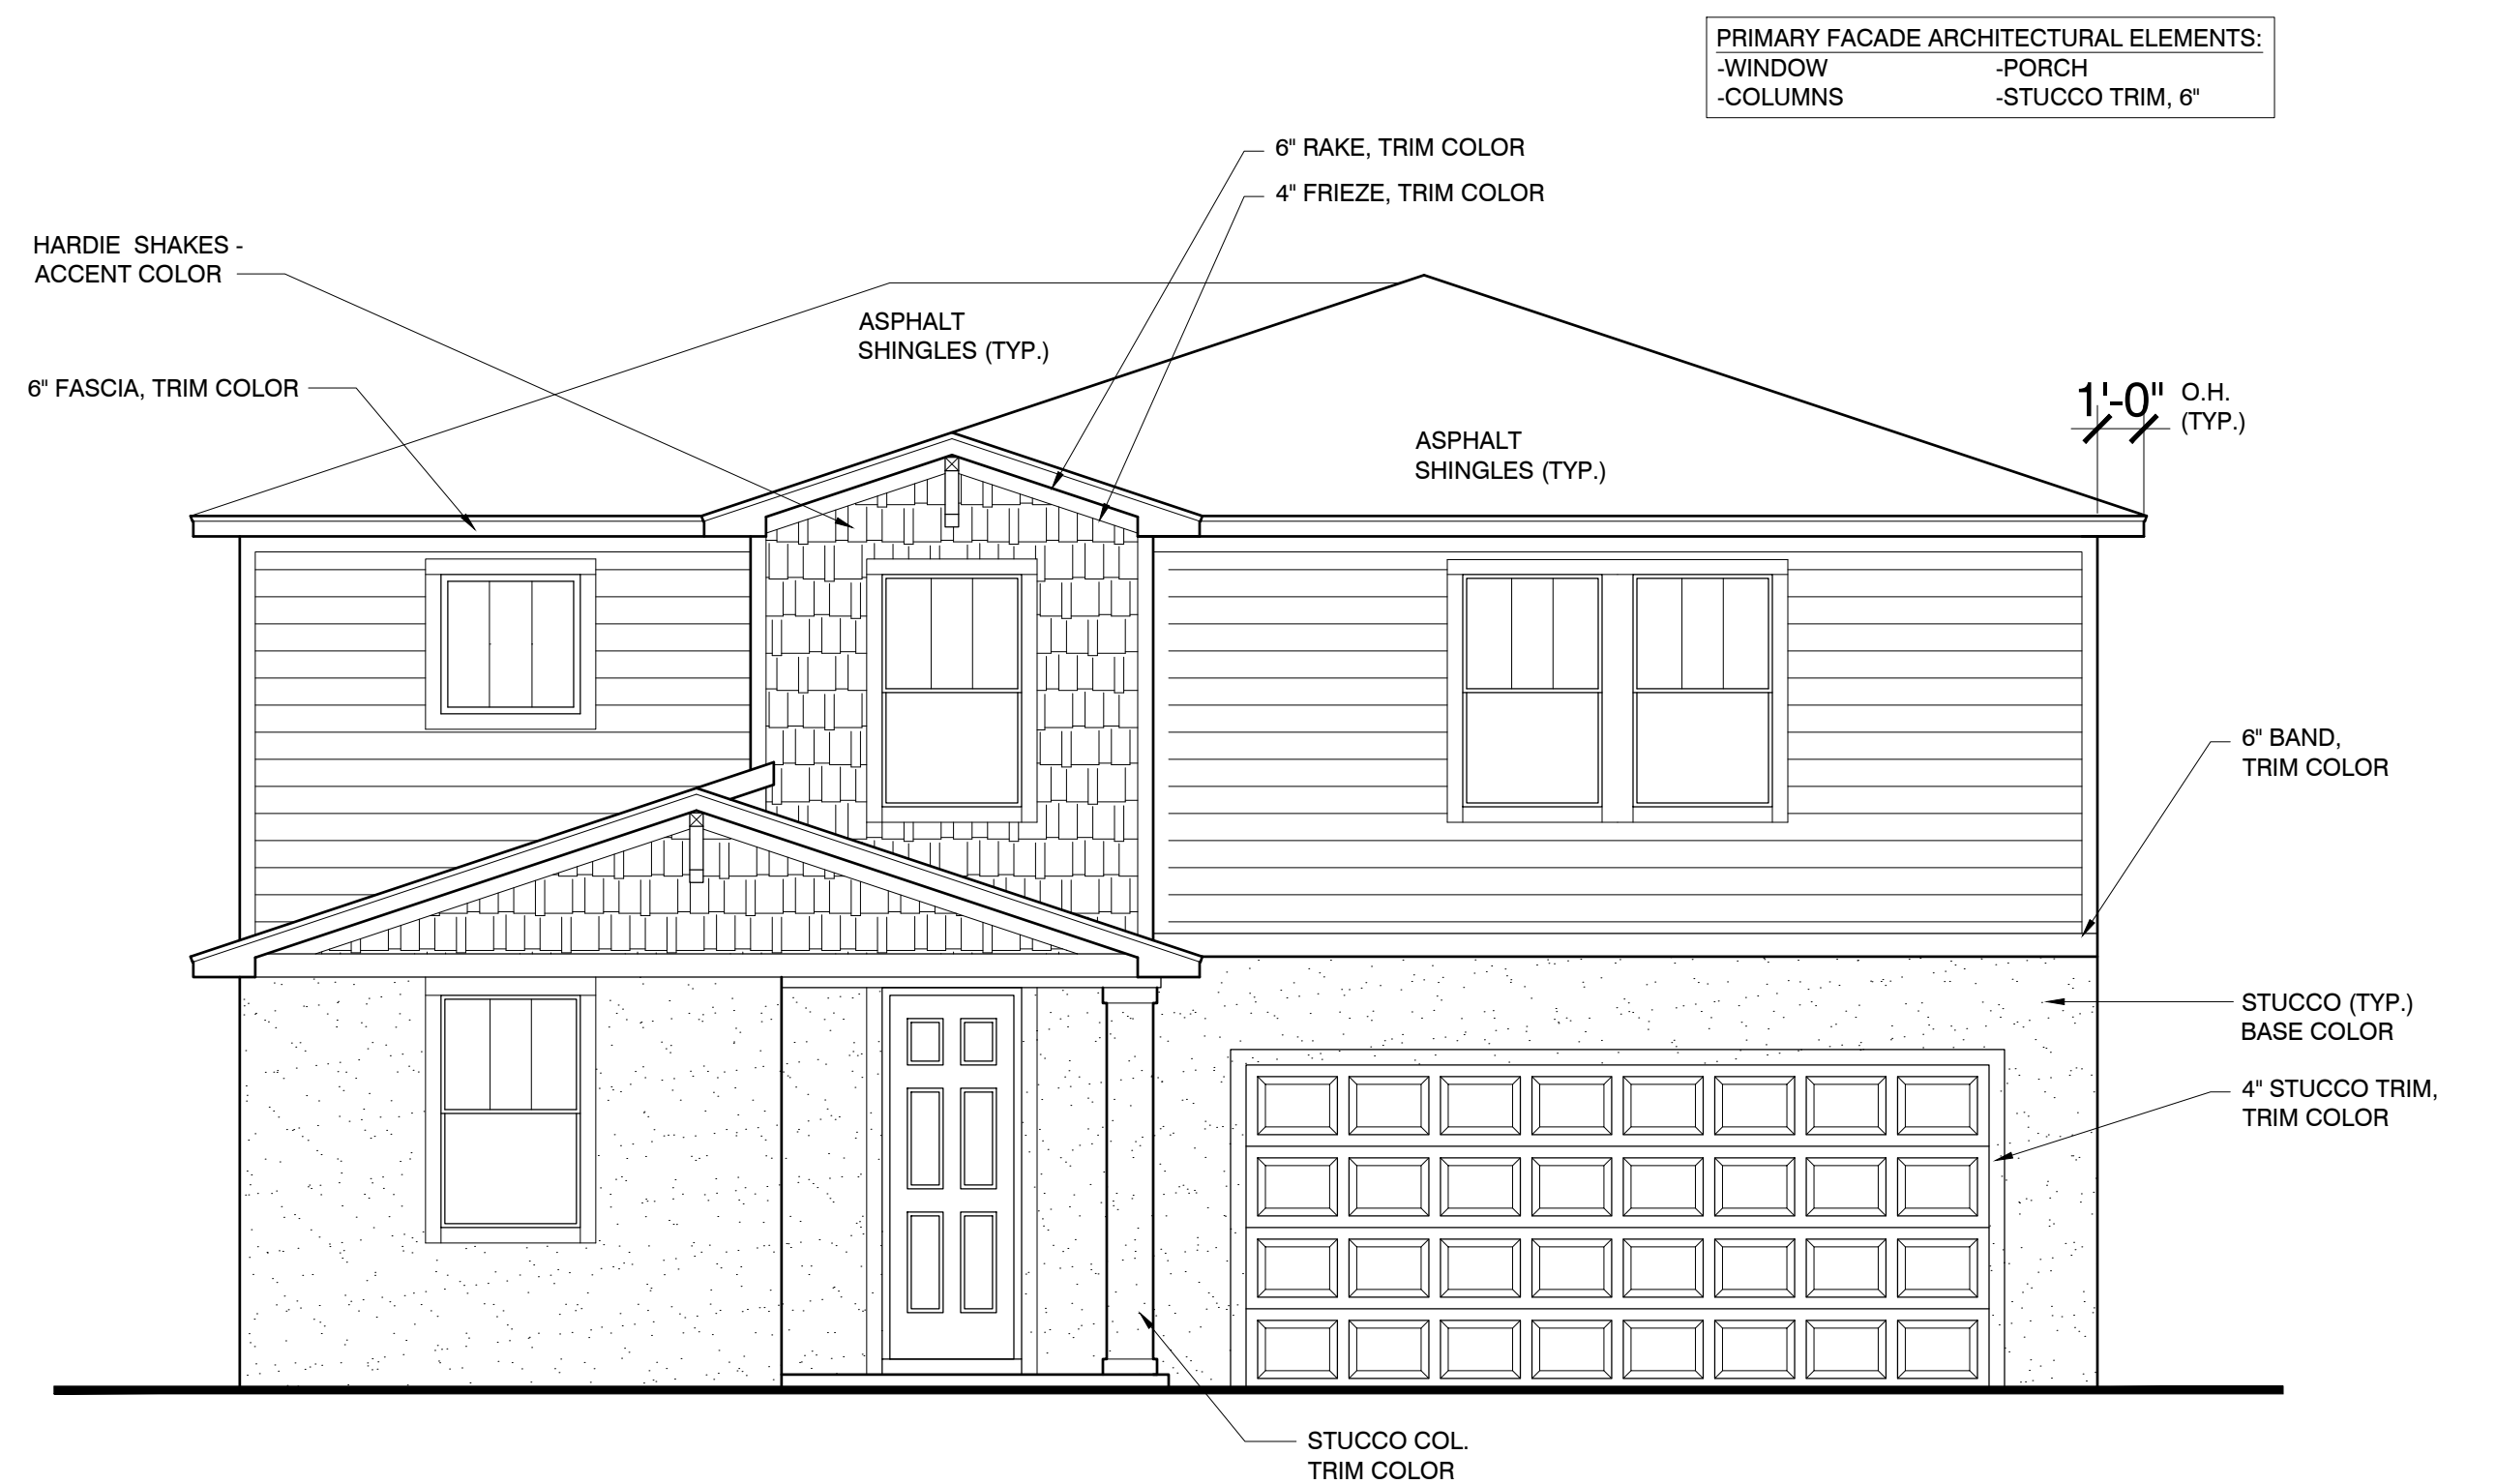 PRIMARY FACADE ARCHITECTURAL ELEMENTS:
-WINDOW -PORCH
-COLUMNS -STUCCO TRIM, 6"
6" RAKE, TRIM COLOR
4" FRIEZE, TRIM COLOR
HARDIE SHAKES -
ACCENT COLOR
ASPHALT
SHINGLES (TYP.)
6" FASCIA, TRIM COLOR
1'-0" O.H.
(TYP.)
ASPHALT
SHINGLES (TYP.)
6" BAND,
TRIM COLOR
STUCCO (TYP.)
BASE COLOR
4" STUCCO TRIM,
TRIM COLOR
STUCCO COL.
TRIM COLOR